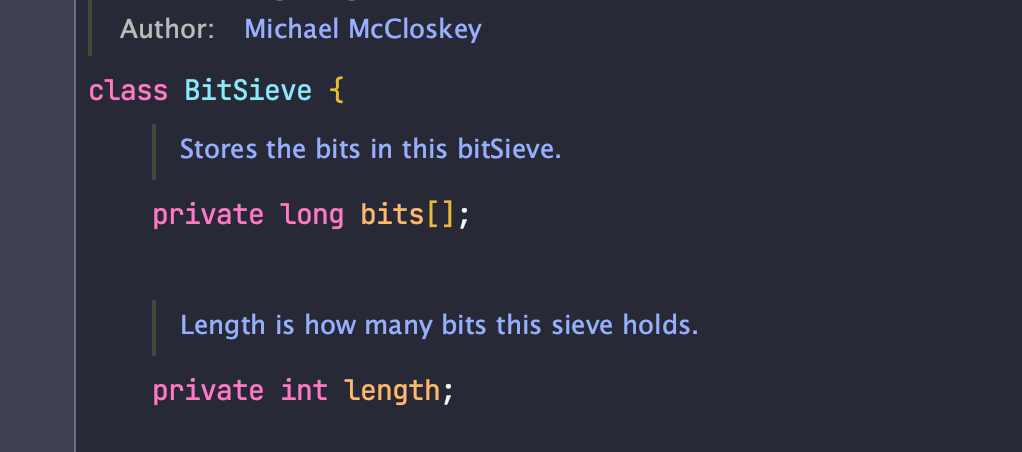 Author: Michael McCloskey
class BitSieve {
Stores the bits in this bitSieve.
private long bits[];
Length is how many bits this sieve holds.
private int length;